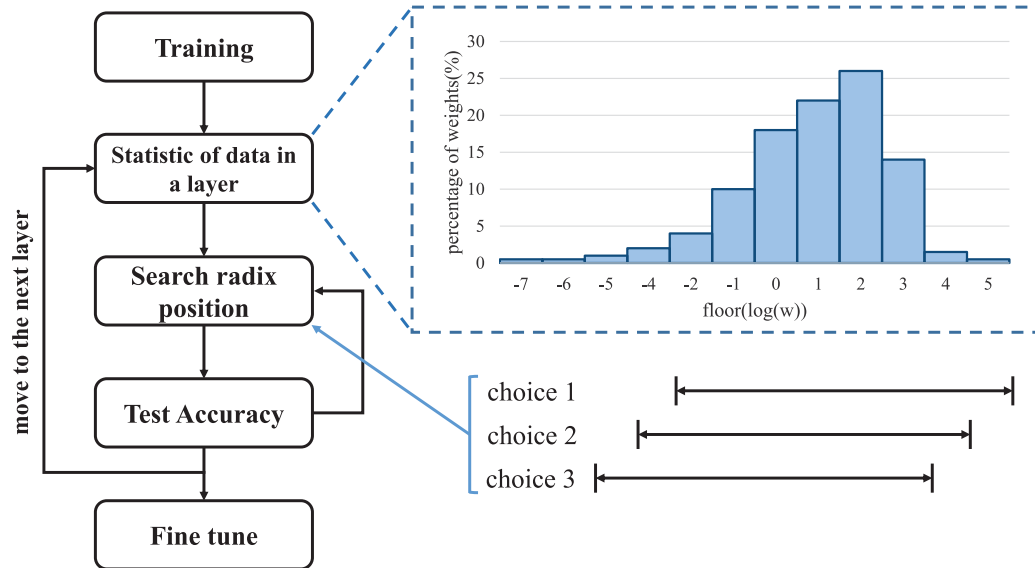 Training
Statistic of data in
a layer
Search radix
position
Test Accuracy
Fine tune
move to the next layer
percentage of weights(%)
30
25
20
15
10
5
0
-7 -6 -5 -4 -2 -1 0 1 2 3 4 5
floor(log(w))
choice 1
choice 2
choice 3